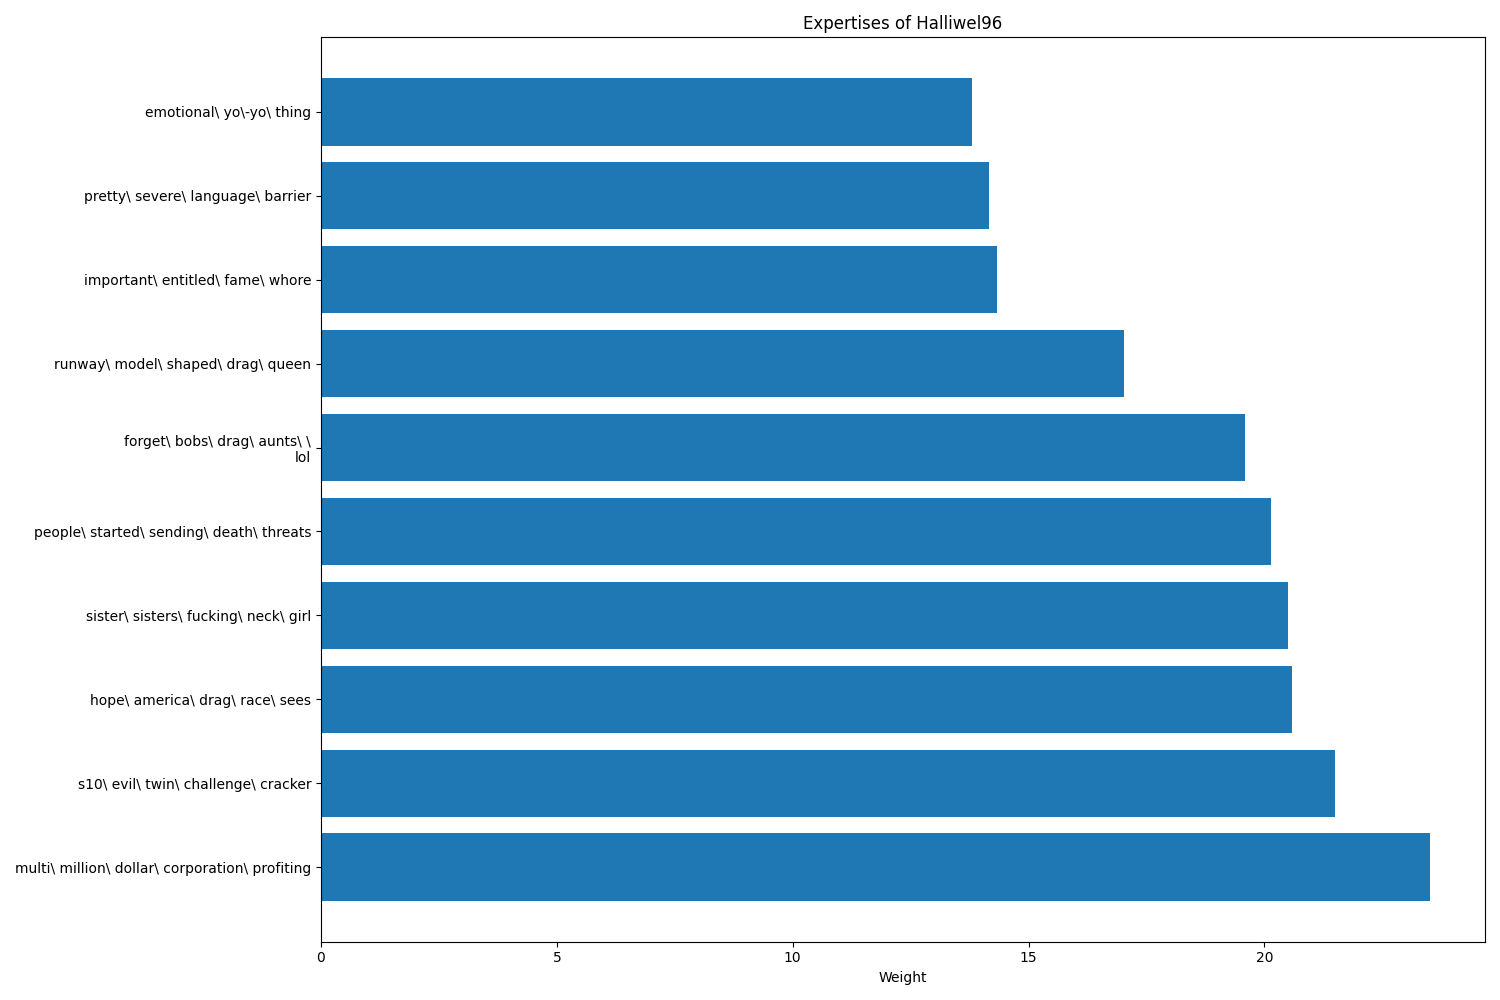 Expertises of Halliwel96
emotional\ yo\-yo\ thing
pretty\ severe\ language\ barrier
important\ entitled\ fame\ whore
runway\ model\ shaped\ drag\ queen
forget\ bobs\ drag\ aunts\ \
lol
people\ started\ sending\ death\ threats
sister\ sisters\ fucking\ neck\ girl
hope\ america\ drag\ race\ sees
s10\ evil\ twin\ challenge\ cracker
multi\ million\ dollar\ corporation\ profiting
0 5 10 15 20
Weight